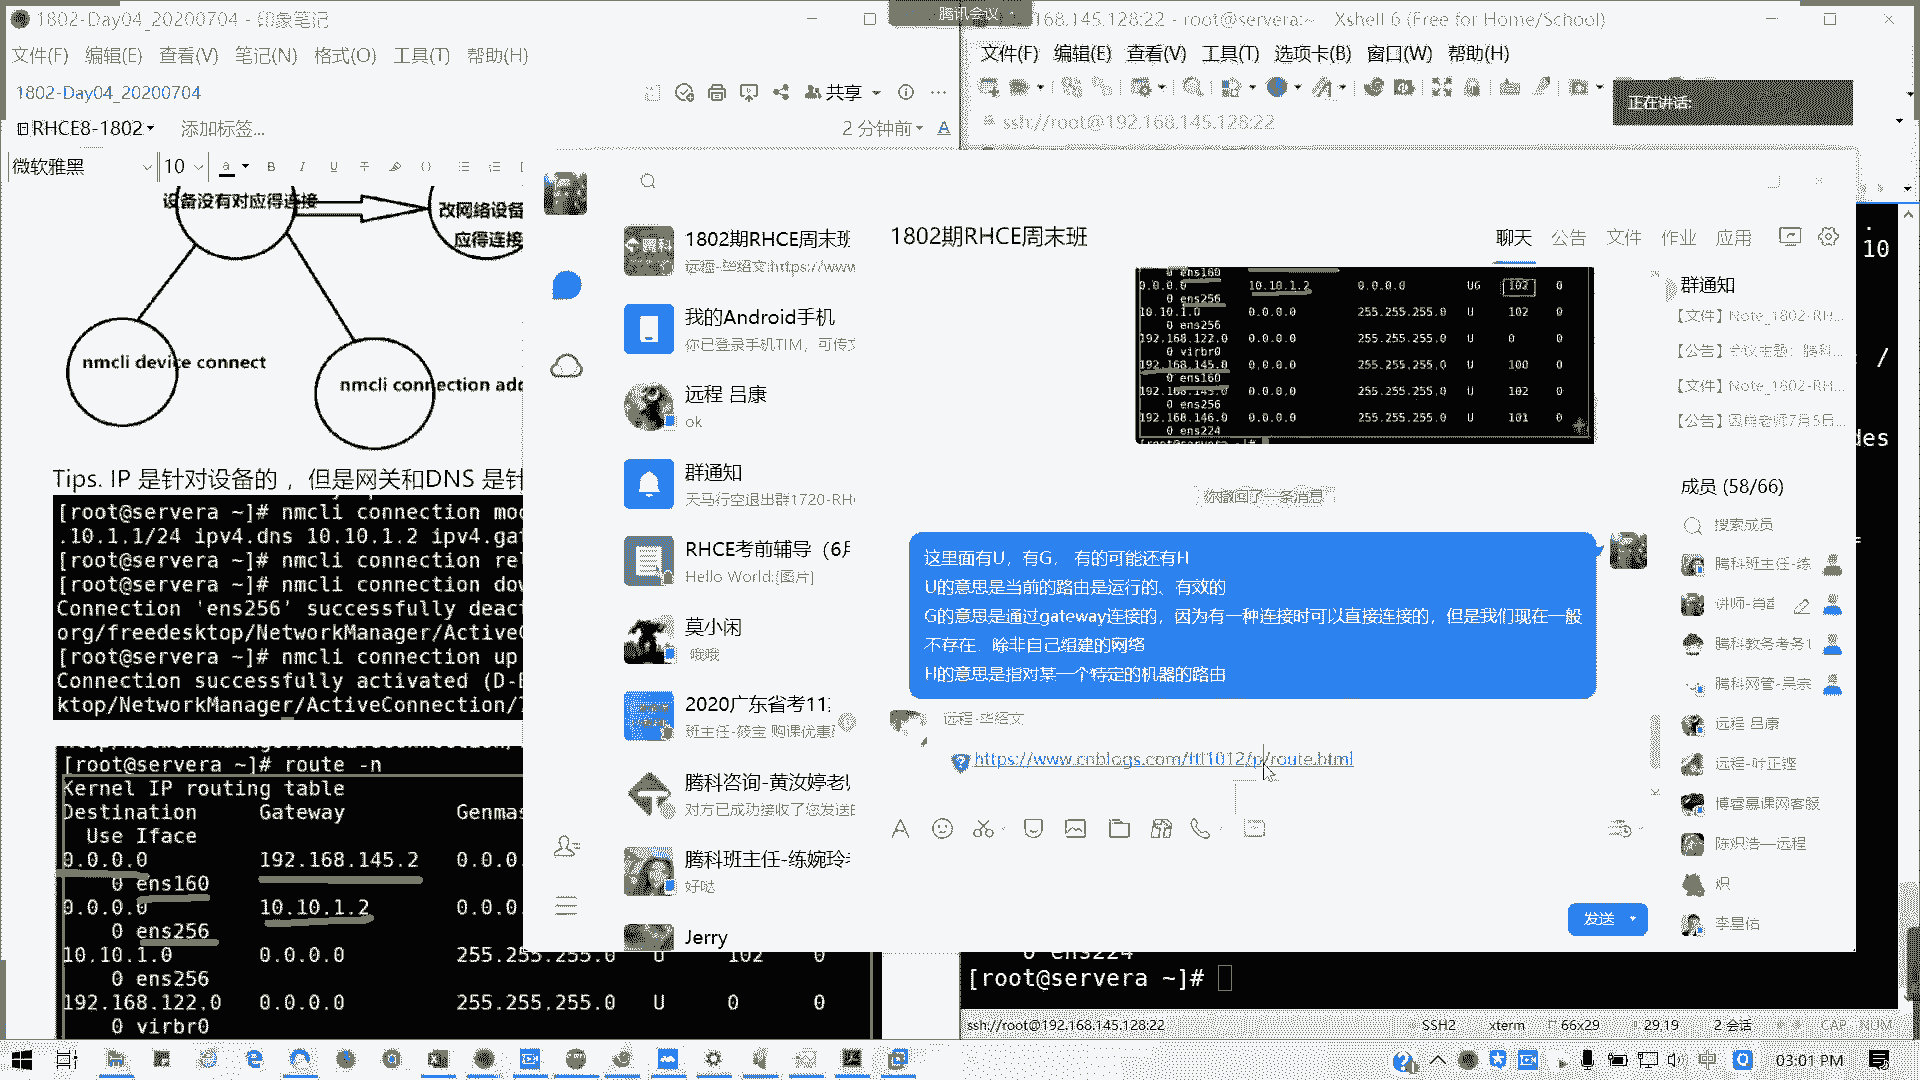 1802-Day04_20200704 - 印象笔记
文件(F) 编辑(E) 查看(V) 笔记(N) 格式(O) 工具(T) 帮助(H)
1802-Day04_20200704
共享
RHCE8-1802
添加标签...
2 分钟前
微软雅黑
10
设备没有对应得连接
改网络设备
应得连接
nmcli device connect
nmcli connection add
Tips. IP 是针对设备的 ，但是网关和DNS 是针
[root@servera ~]# nmcli connection mod
.10.1.1/24 ipv4.dns 10.10.1.2 ipv4.gat
[root@servera ~]# nmcli connection rel
[root@servera ~]# nmcli connection dow
Connection 'ens256' successfully deact
org/freedesktop/NetworkManager/ActiveC
[root@servera ~]# nmcli connection up
Connection successfully activated (D-B
ktop/NetworkManager/ActiveConnection/7
[root@servera ~]# route -n
Kernel IP routing table
Destination Gateway Genmas
Use Iface
0.0.0.0 192.168.145.2 0.0.0.
0 ens160
0.0.0.0 10.10.1.2 0.0.0.
0 ens256
10.10.1.0 0.0.0.0 255.255.255.0 U 102 0
0 ens256
192.168.122.0 0.0.0.0 255.255.255.0 U 0 0
0 virbr0
腾讯会议
168.145.128:22 - root@servera:~ Xshell 6 (Free for Home/School)
文件(F) 编辑(E) 查看(V) 工具(T) 选项卡(B) 窗口(W) 帮助(H)
ssh://root@192.168.145.128:22
正在讲话:
1802期RHCE周末班
远程-毕绍文:https://www
我的Android手机
你已登录手机TIM，可传文
远程 吕康
ok
群通知
天马行空退出群1720-RH
RHCE考前辅导（6月
Hello World:[图片]
莫小闲
哦哦
2020广东省考11
班主任-筱宝 购课优惠
腾科咨询-黄汝婷老
对方已成功接收了您发送的
腾科班主任-练婉玲老
好哒
Jerry
1802期RHCE周末班
聊天 公告 文件 作业 应用
0 ens160
0.0.0.0 10.10.1.2 0.0.0.0 UG 102 0
0 ens256
10.10.1.0 0.0.0.0 255.255.255.0 U 102 0
0 ens256
192.168.122.0 0.0.0.0 255.255.255.0 U 0 0
0 virbr0
192.168.145.0 0.0.0.0 255.255.255.0 U 100 0
0 ens160
192.168.145.0 0.0.0.0 255.255.255.0 U 102 0
0 ens256
192.168.146.0 0.0.0.0 255.255.255.0 U 101 0
0 ens224
你撤回了一条消息
这里面有U，有G， 有的可能还有H
U的意思是当前的路由是运行的、有效的
G的意思是通过gateway连接的，因为有一种连接时可以直接连接的，但是我们现在一般
不存在，除非自己组建的网络
H的意思是指对某一个特定的机器的路由
远程-毕绍文
https://www.cnblogs.com/ftl1012/p/route.html
发送
群通知
【文件】Note_1802-RH...
【公告】会议主题：腾科...
【文件】Note_1802-RH...
成员 (58/66)
搜索成员
腾科班主任-练
腾科教务考务1
腾科网管-吴宗
远程 吕康
远程-叶正铿
博睿慕课网客服
陈炽浩—远程
炽
李星佑
10
/
des
0 ens224
[root@servera ~]#
ssh://root@192.168.145.128:22 SSH2 xterm 66x29 29,19 2 会话 CAP NUM
03:01 PM